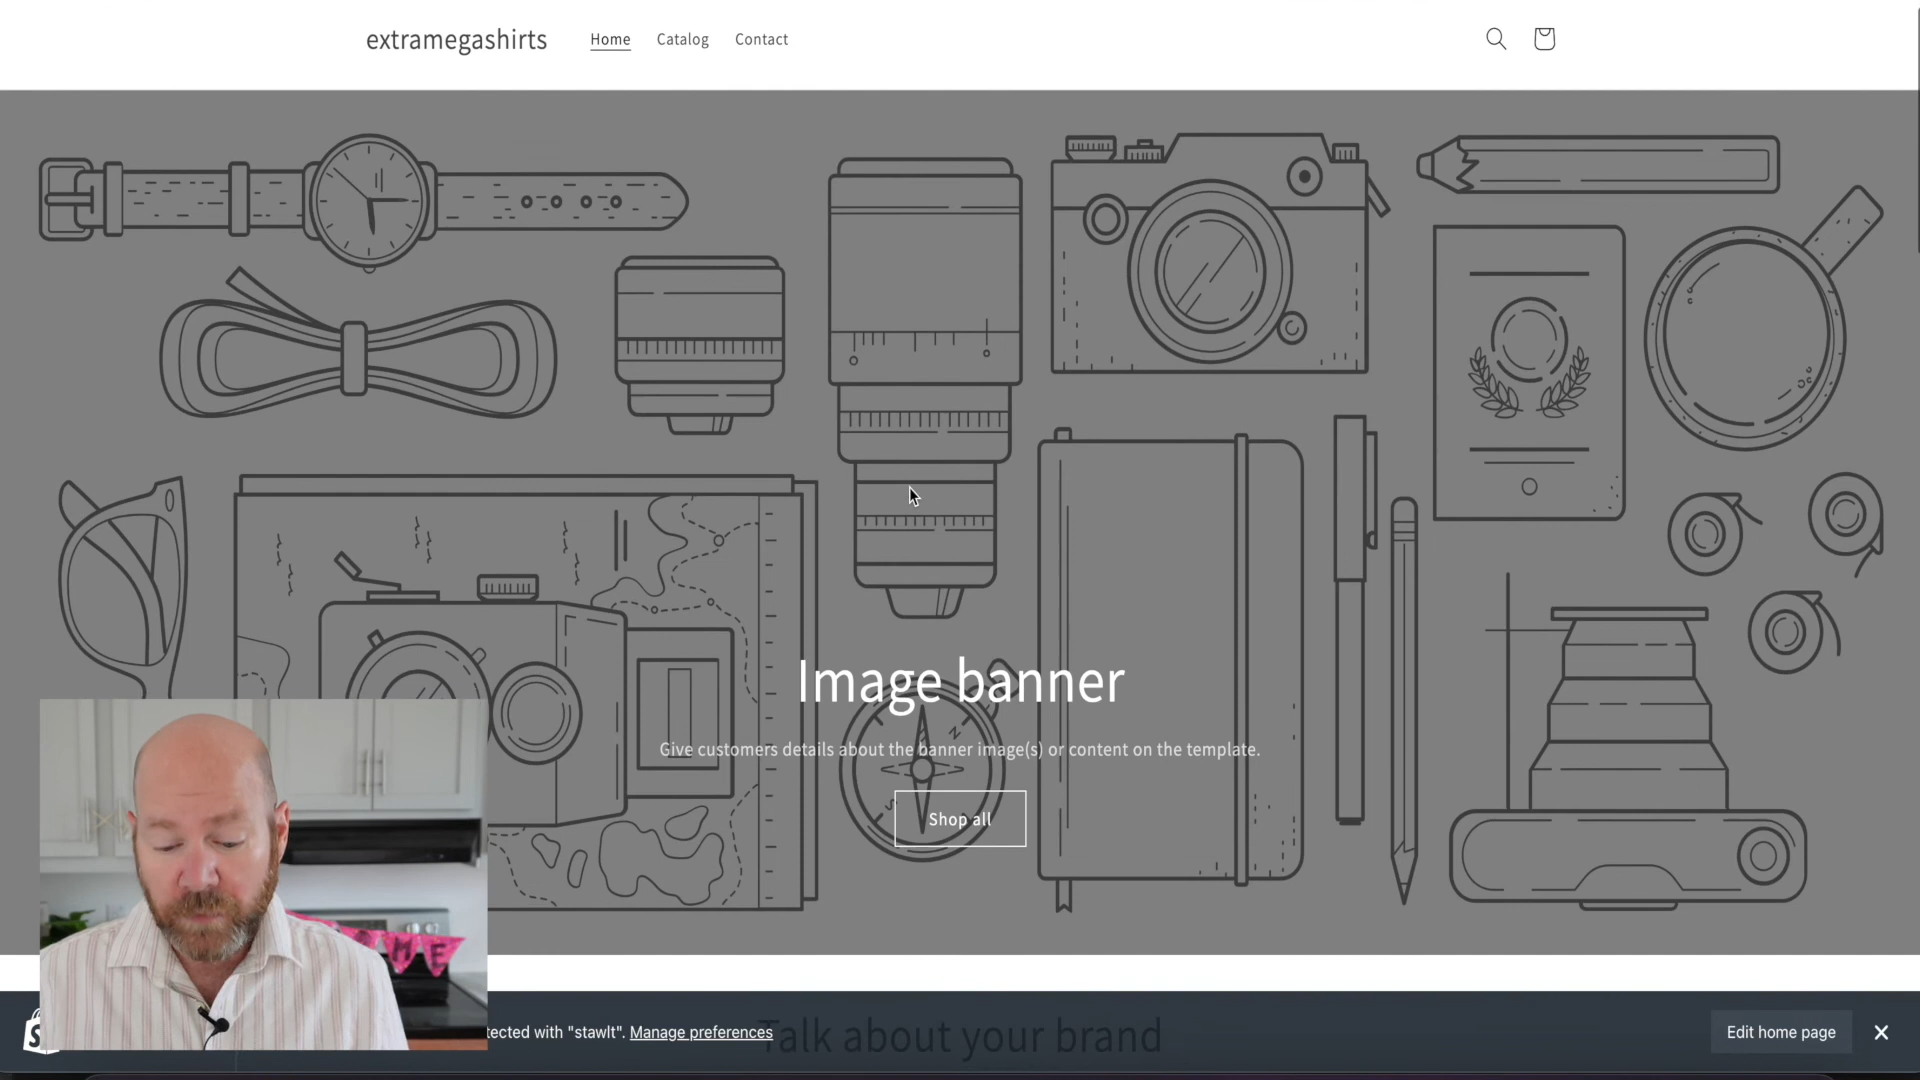 extramegashirts
Home
Catalog
Contact
Image banner
Give customers details about the banner image(s) or content on the template.
Shop all
Talk about your brand
tected with "stawlt". Manage preferences
Edit home page
N
S
S
M E